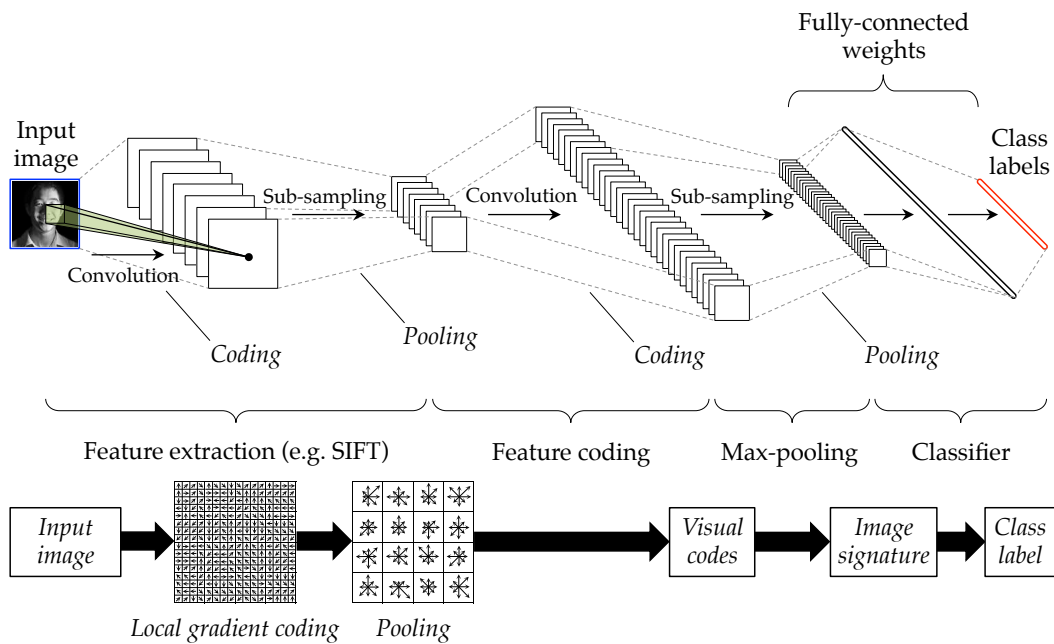 Fully-connected
weights
Input
image
Class
labels
Sub-sampling
Convolution
Sub-sampling
Convolution
Coding
Pooling
Coding
Pooling
Feature extraction (e.g. SIFT)
Feature coding
Max-pooling
Classifier
Input
image
Visual
codes
Image
signature
Class
label
Local gradient coding
Pooling